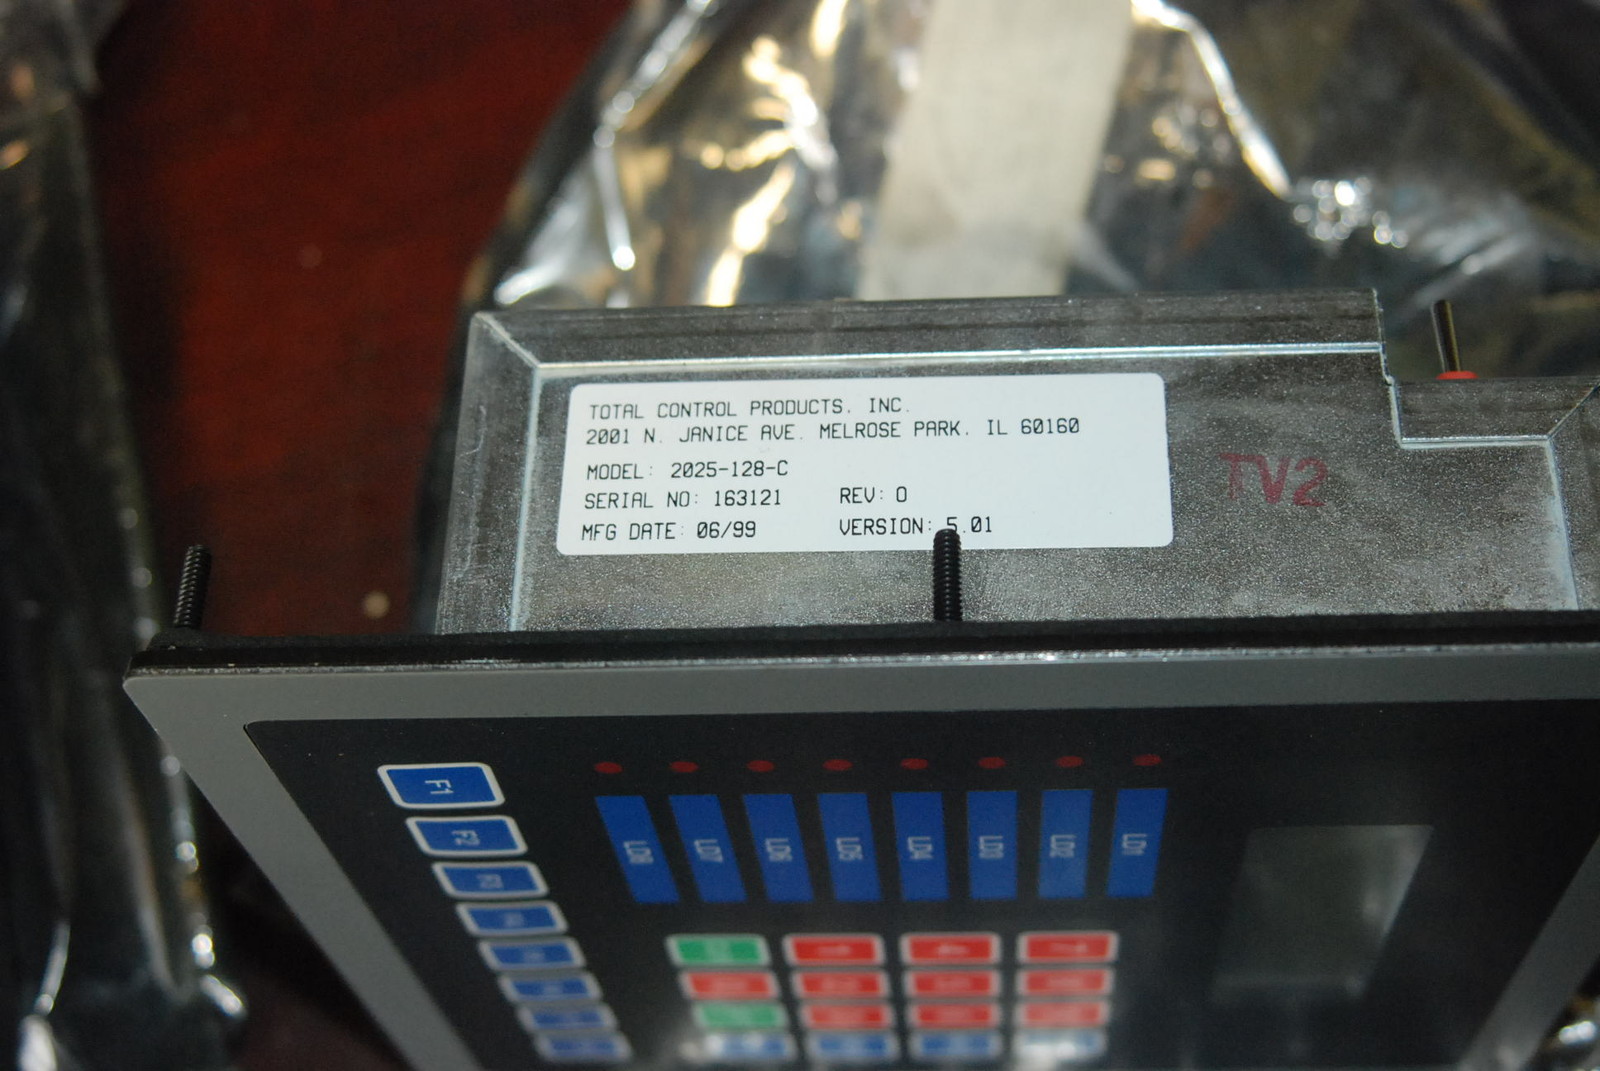 TOTAL CONTROL PRODUCTS, INC.
2001 N. JANICE AVE. MELROSE PARK, IL 60160
MODEL: 2025-128-C
SERIAL NO: 163121 REV: 0
MFG DATE: 06/99 VERSION: 5.01
TV2
F1
F2
LD8 LD7 LD6 LD5 LD4 LD3 LD2 LD1